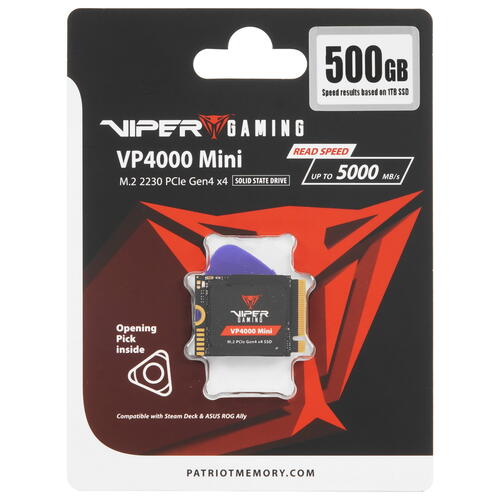 500GB
Speed results based on 1TB SSD
VIPER GAMING
VP4000 Mini
M.2 2230 PCIe Gen4 x4 SOLID STATE DRIVE
READ SPEED
UP TO 5000 MB/s
VIPER
GAMING
VP4000 Mini
M.2 PCIe Gen4 x4 SSD
Opening
Pick
inside
Compatible with Steam Deck & ASUS ROG Ally
PATRIOTMEMORY.COM